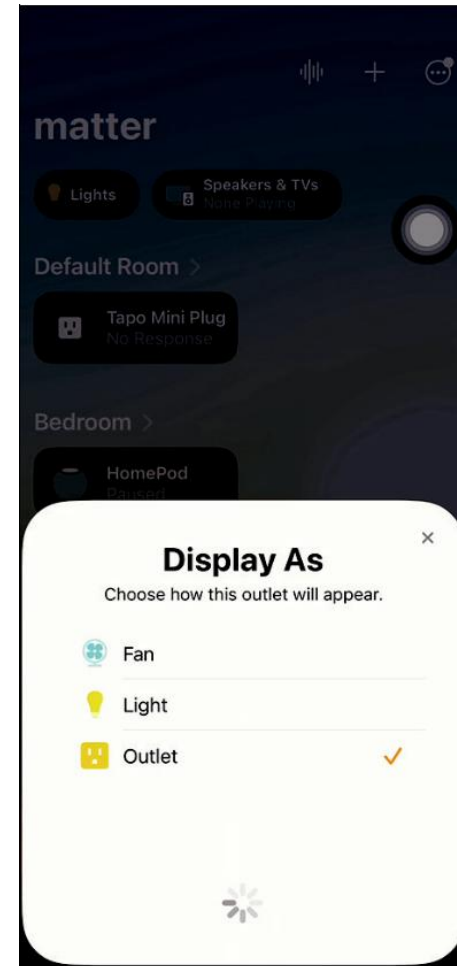 matter
Lights
Speakers & TVs
None Playing
Default Room >
Tapo Mini Plug
No Response
Bedroom >
HomePod
Paused
Display As
Choose how this outlet will appear.
Fan
Light
Outlet